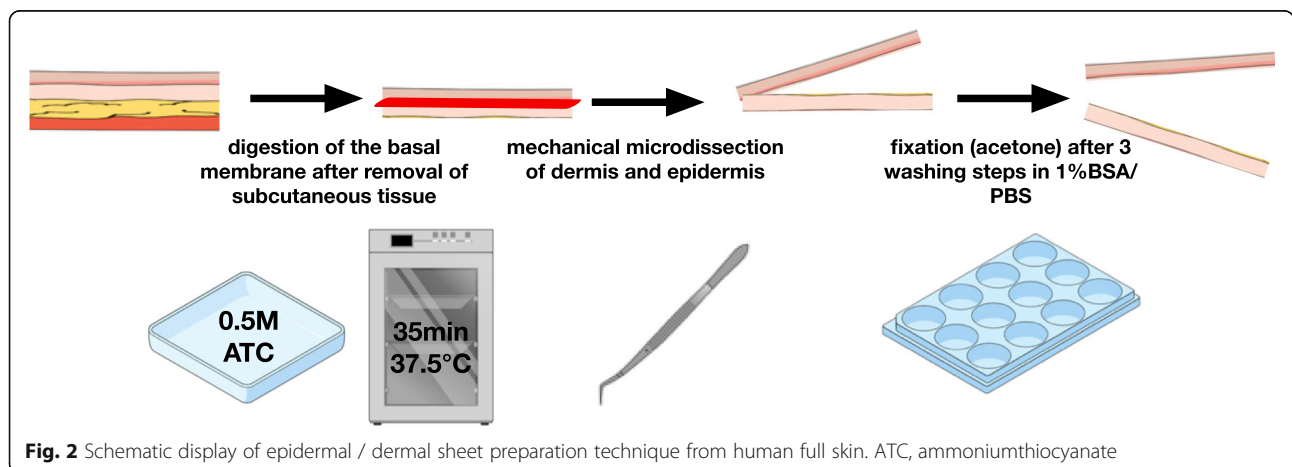 digestion of the basal
membrane after removal of
subcutaneous tissue
mechanical microdissection
of dermis and epidermis
fixation (acetone) after 3
washing steps in 1%BSA/
PBS
0.5M
ATC
35min
37.5°C
Fig. 2 Schematic display of epidermal / dermal sheet preparation technique from human full skin. ATC, ammoniumthiocyanate